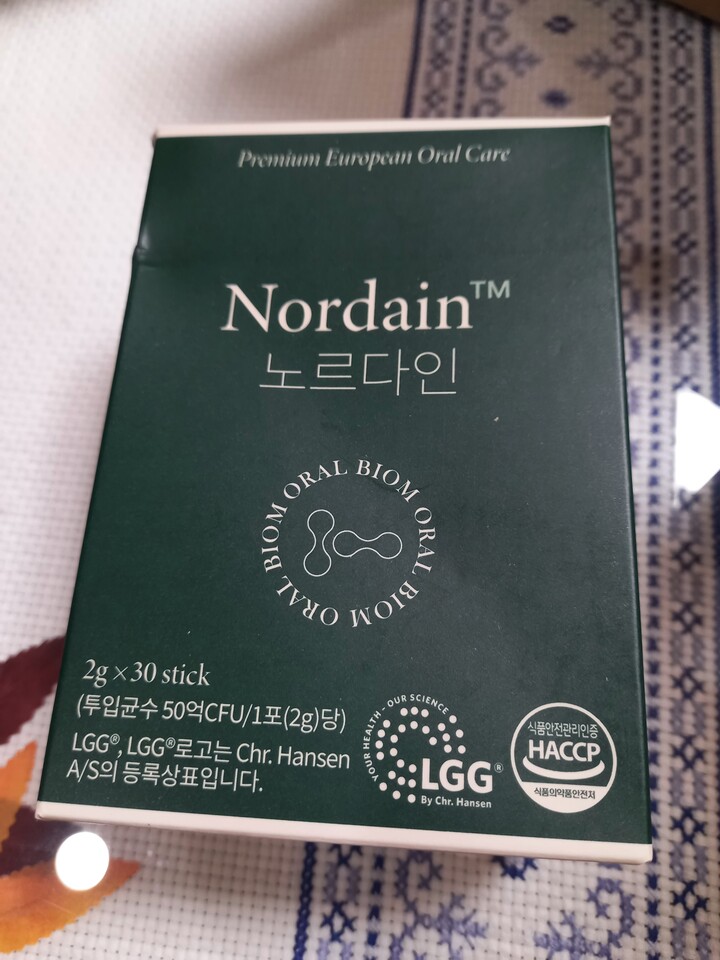 Premium European Oral Care
Nordain™
노르다인
ORAL BIOM ORAL BIOM ORAL BIOM
2g × 30 stick
(투입균수 50억CFU/1포(2g)당)
LGG®, LGG®로고는 Chr. Hansen
A/S의 등록상표입니다.
YOUR HEALTH - OUR SCIENCE
LGG®
By Chr. Hansen
식품안전관리인증
HACCP
식품의약품안전처